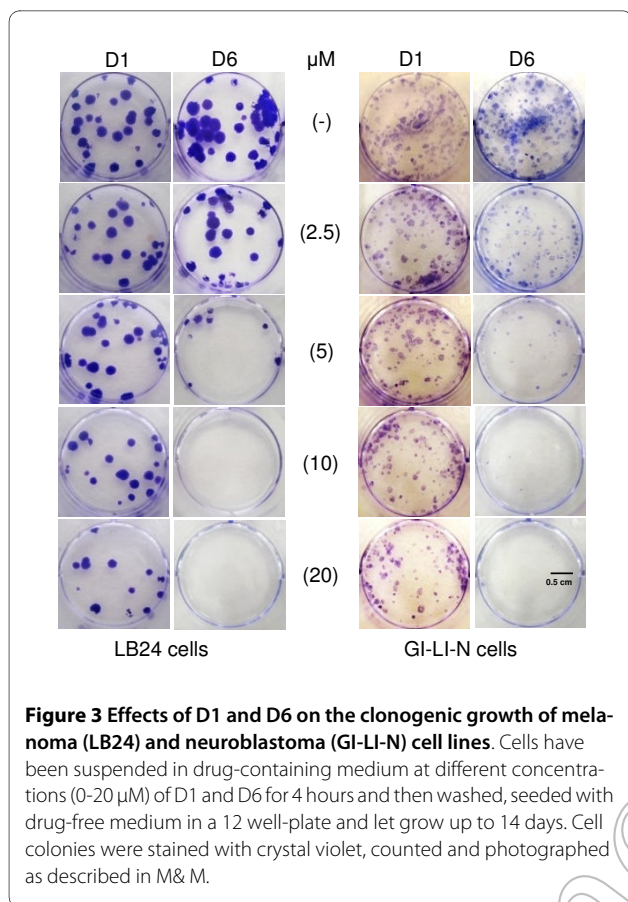 D1 D6 µM D1 D6
(-)
(2.5)
(5)
(10)
(20)
0.5 cm
LB24 cells GI-LI-N cells
Figure 3 Effects of D1 and D6 on the clonogenic growth of mela-
noma (LB24) and neuroblastoma (GI-LI-N) cell lines. Cells have
been suspended in drug-containing medium at different concentra-
tions (0-20 µM) of D1 and D6 for 4 hours and then washed, seeded with
drug-free medium in a 12 well-plate and let grow up to 14 days. Cell
colonies were stained with crystal violet, counted and photographed
as described in M& M.